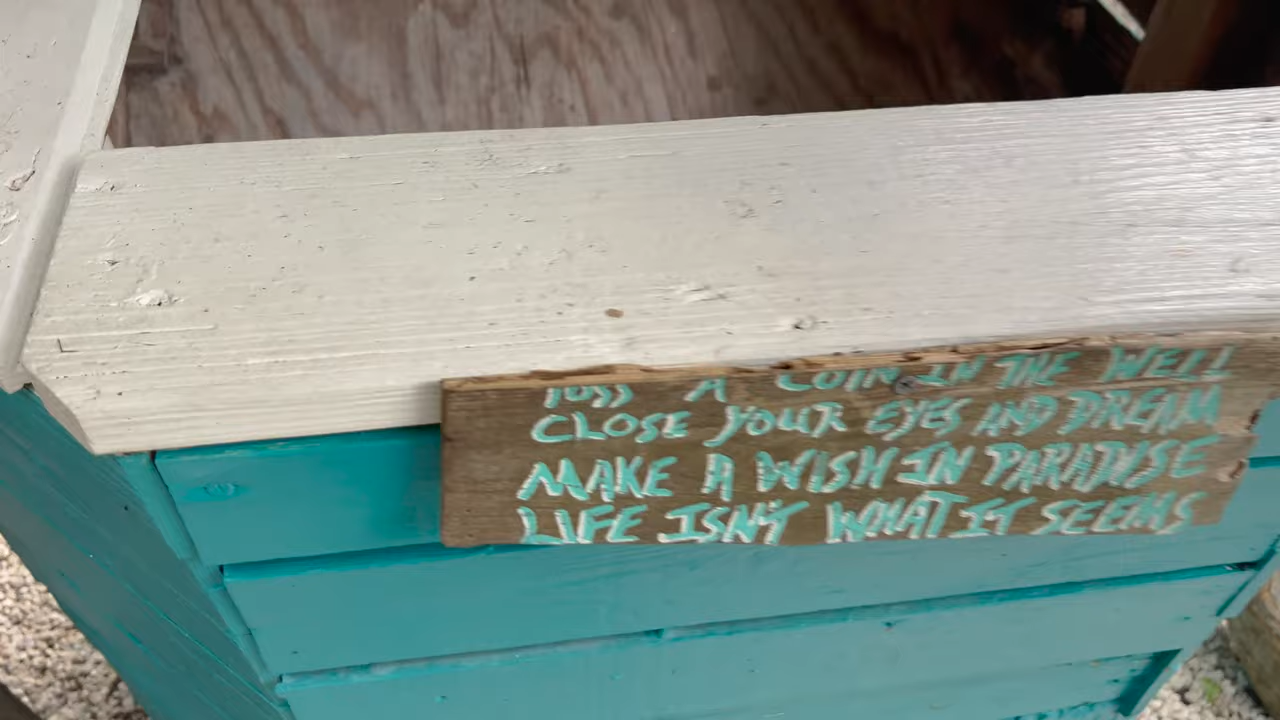 TOSS A COIN IN THE WELL
CLOSE YOUR EYES AND DREAM
MAKE A WISH IN PARADISE
LIFE ISN'T WHAT IT SEEMS